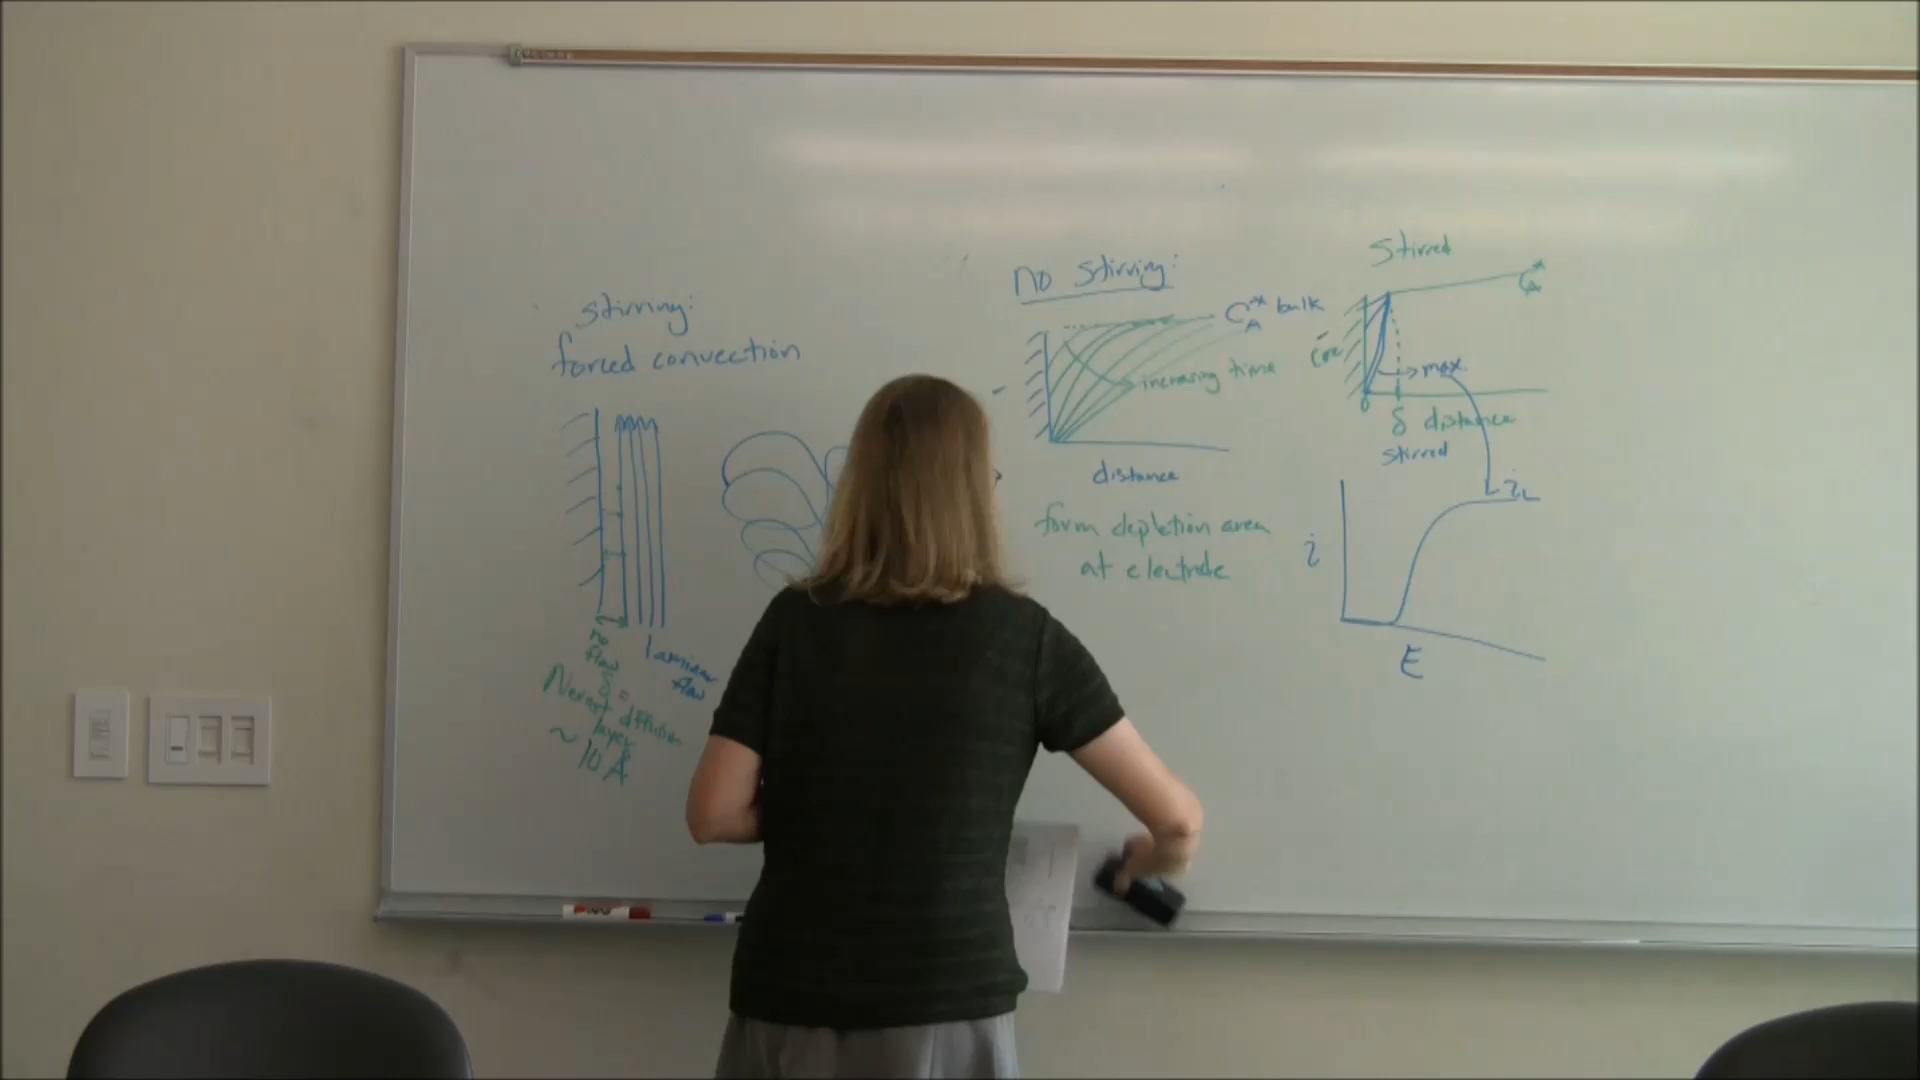 stirring:
forced convection
no
flow
laminar
flow
δ =
Nernst diffusion
layer
~ 10 Å
no stirring:
C*A bulk
increasing time
distance
form depletion area
at electrode
Stirred
C*A
max
0
δ distance
stirred
iL
i
E